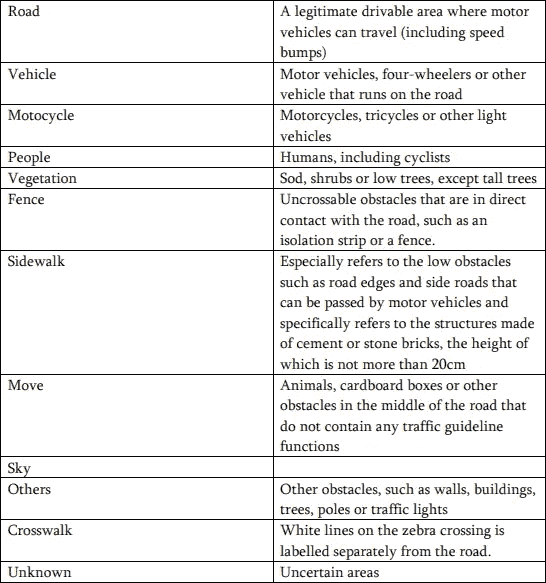 Road
A legitimate drivable area where motor
vehicles can travel (including speed
bumps)
Vehicle
Motor vehicles, four-wheelers or other
vehicle that runs on the road
Motocycle
Motorcycles, tricycles or other light
vehicles
People
Humans, including cyclists
Vegetation
Sod, shrubs or low trees, except tall trees
Fence
Uncrossable obstacles that are in direct
contact with the road, such as an
isolation strip or a fence.
Sidewalk
Especially refers to the low obstacles
such as road edges and side roads that
can be passed by motor vehicles and
specifically refers to the structures made
of cement or stone bricks, the height of
which is not more than 20cm
Move
Animals, cardboard boxes or other
obstacles in the middle of the road that
do not contain any traffic guideline
functions
Sky
Others
Other obstacles, such as walls, buildings,
trees, poles or traffic lights
Crosswalk
White lines on the zebra crossing is
labelled separately from the road.
Unknown
Uncertain areas